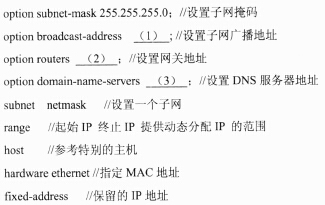 option subnet-mask 255.255.255.0; //设置子网掩码
option broadcast-address （1） ; //设置子网广播地址
option routers （2） ; //设置网关地址
option domain-name-servers （3） ; //设置 DNS 服务器地址
subnet netmask //设置一个子网
range //起始 IP 终止 IP 提供动态分配 IP 的范围
host //参考特别的主机
hardware ethernet //指定 MAC 地址
fixed-address //保留的 IP 地址